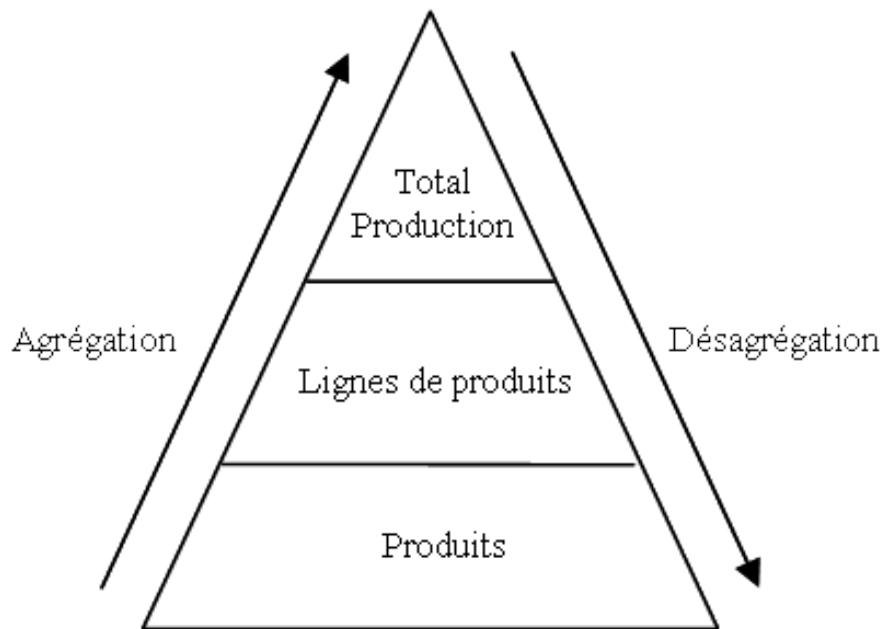 Total
Production
Agrégation
Désagrégation
Lignes de produits
Produits